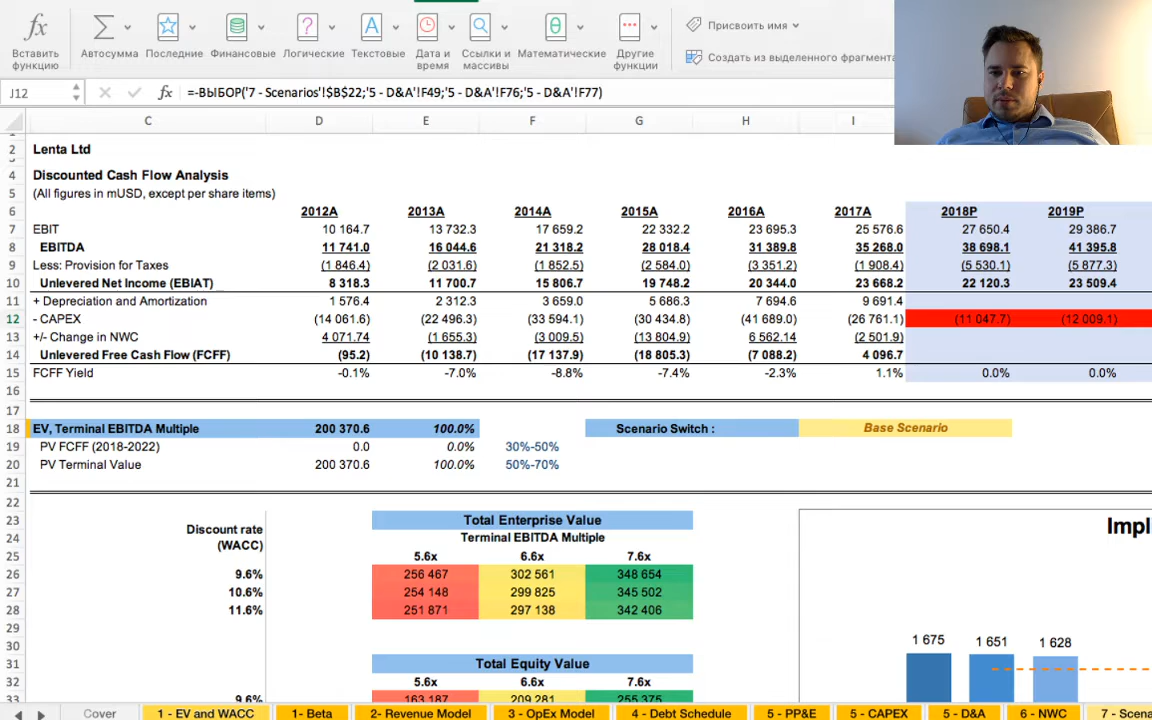 fx Σ ? A θ
Вставить функцию Автосумма Последние Финансовые Логические Текстовые Дата и время Ссылки и массивы Математические Другие функции
Присвоить имя
Создать из выделенного фрагмента
J12 fx =-ВЫБОР('7 - Scenarios'!$B$22;'5 - D&A'!F49;'5 - D&A'!F76;'5 - D&A'!F77)
C D E F G H I
2 Lenta Ltd
4 Discounted Cash Flow Analysis
5 (All figures in mUSD, except per share items)
6 2012A 2013A 2014A 2015A 2016A 2017A 2018P 2019P
7 EBIT 10 164.7 13 732.3 17 659.2 22 332.2 23 695.3 25 576.6 27 650.4 29 386.7
8 EBITDA 11 741.0 16 044.6 21 318.2 28 018.4 31 389.8 35 268.0 38 698.1 41 395.8
9 Less: Provision for Taxes (1 846.4) (2 031.6) (1 852.5) (2 584.0) (3 351.2) (1 908.4) (5 530.1) (5 877.3)
10 Unlevered Net Income (EBIAT) 8 318.3 11 700.7 15 806.7 19 748.2 20 344.0 23 668.2 22 120.3 23 509.4
11 + Depreciation and Amortization 1 576.4 2 312.3 3 659.0 5 686.3 7 694.6 9 691.4
12 - CAPEX (14 061.6) (22 496.3) (33 594.1) (30 434.8) (41 689.0) (26 761.1) (11 047.7) (12 009.1)
13 +/- Change in NWC 4 071.74 (1 655.3) (3 009.5) (13 804.9) 6 562.14 (2 501.9)
14 Unlevered Free Cash Flow (FCFF) (95.2) (10 138.7) (17 137.9) (18 805.3) (7 088.2) 4 096.7
15 FCFF Yield -0.1% -7.0% -8.8% -7.4% -2.3% 1.1% 0.0% 0.0%
16
17
18 EV, Terminal EBITDA Multiple 200 370.6 100.0% Scenario Switch : Base Scenario
19 PV FCFF (2018-2022) 0.0 0.0% 30%-50%
20 PV Terminal Value 200 370.6 100.0% 50%-70%
21
22
23 Total Enterprise Value
24 Discount rate (WACC) Terminal EBITDA Multiple
25 5.6x 6.6x 7.6x
26 9.6% 256 467 302 561 348 654
27 10.6% 254 148 299 825 345 502
28 11.6% 251 871 297 138 342 406
29
30
31 Total Equity Value
32 5.6x 6.6x 7.6x
33 9.6% 163 187 209 281 255 375
Impl
1 675 1 651 1 628
Cover 1 - EV and WACC 1- Beta 2- Revenue Model 3 - OpEx Model 4 - Debt Schedule 5 - PP&E 5 - CAPEX 5 - D&A 6 - NWC 7 - Scena